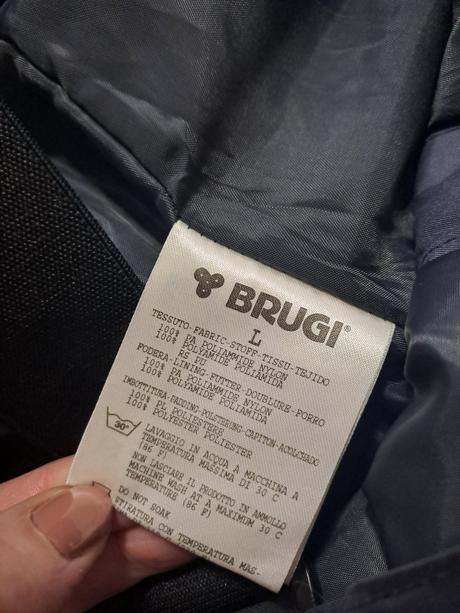 BRUGI®
L
TESSUTO-FABRIC-STOFF-TISSU-TEJIDO
100% PA POLIAMMIDE NYLON
100% POLYAMIDE POLIAMIDA
RS PU
FODERA-LINING-FUTTER-DOUBLURE-FORRO
100% PA POLIAMMIDE NYLON
100% POLYAMIDE POLIAMIDA
IMBOTTITURA-PADDING-POLSTERUNG-CAPITON-ACOLCHADO
100% PL POLIESTERE
100% POLYESTER POLIESTER
30°
LAVAGGIO IN ACQUA A MACCHINA A
TEMPERATURA MASSIMA DI 30 C
(86 F)
NON LASCIARE IL PRODOTTO IN AMMOLLO
MACHINE WASH AT A MAXIMUM 30 C
TEMPERATURE (86 F)
DO NOT SOAK
STIRATURA CON TEMPERATURA MAS-